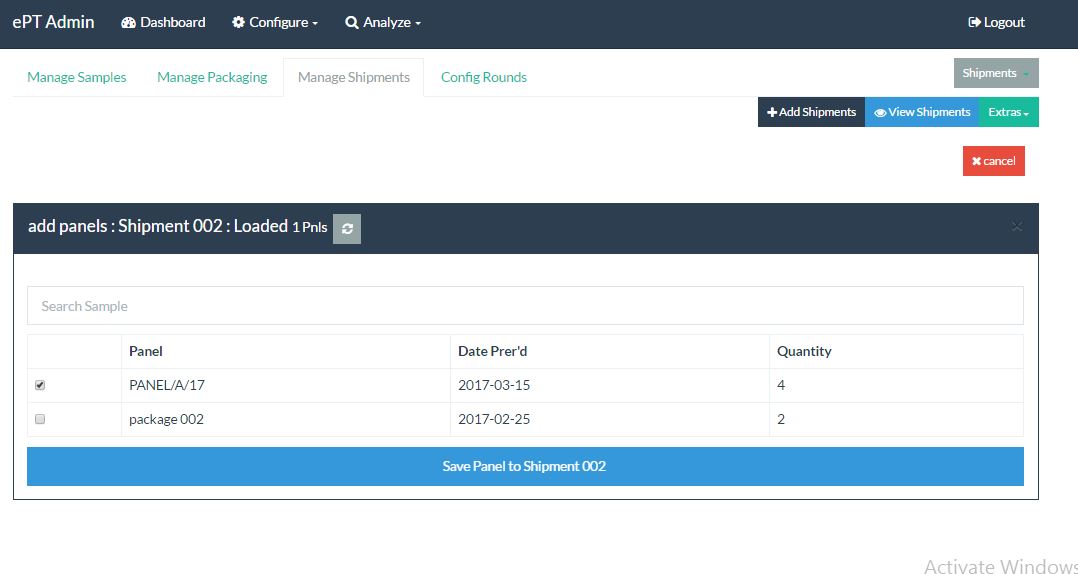 ePT Admin Dashboard Configure Analyze Logout
Manage Samples Manage Packaging Manage Shipments Config Rounds Shipments
Add Shipments View Shipments Extras
cancel
add panels : Shipment 002 : Loaded 1 Pnls
Search Sample
Panel Date Prer'd Quantity
PANEL/A/17 2017-03-15 4
package 002 2017-02-25 2
Save Panel to Shipment 002
Activate Windows